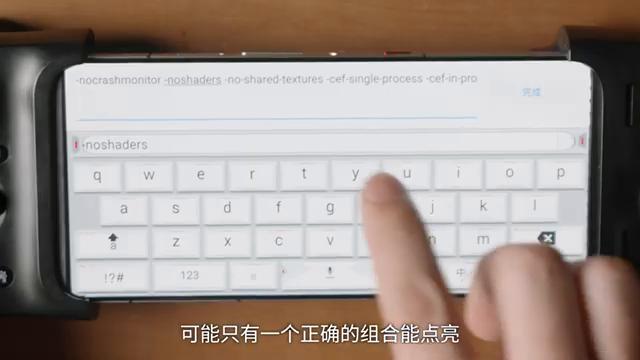 -nocrashmonitor -noshaders -no-shared-textures -cef-single-process -cef-in-pro
完成
-noshaders
q w e r t y u i o p
a s d f g j k l
z x c v n m
!?# 123 中
可能只有一个正确的组合能点亮